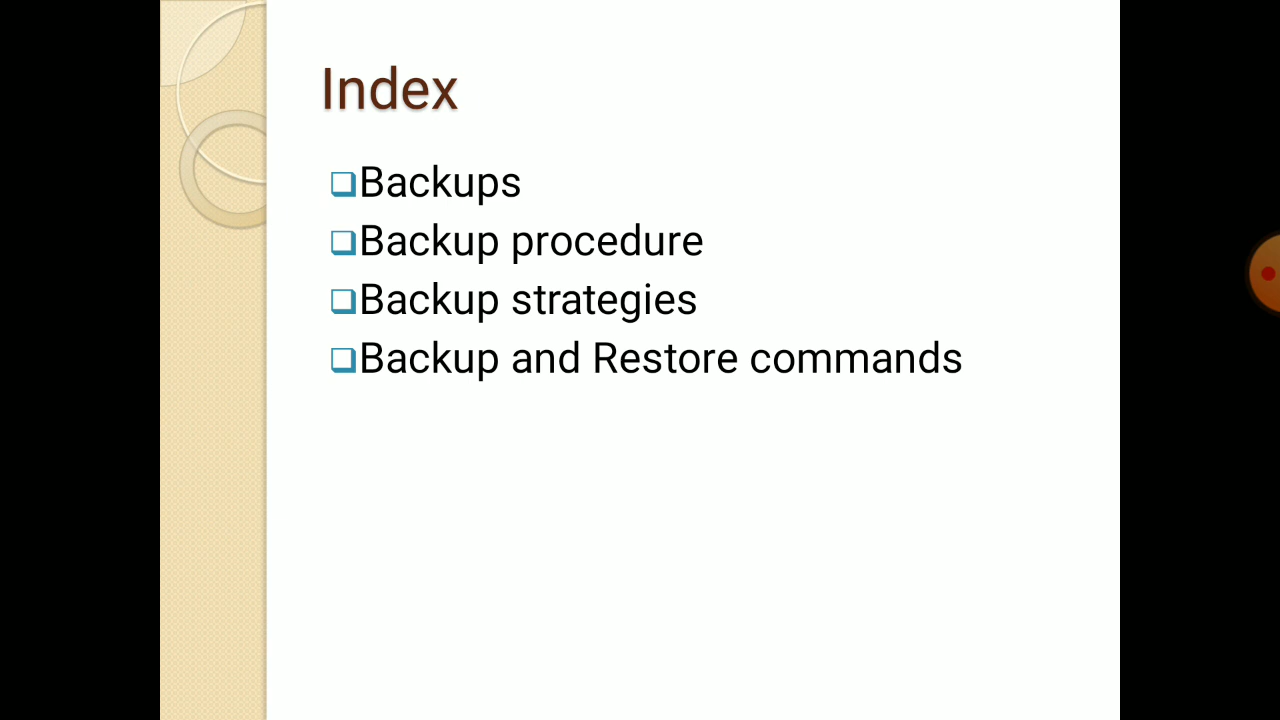 Index
Backups
Backup procedure
Backup strategies
Backup and Restore commands